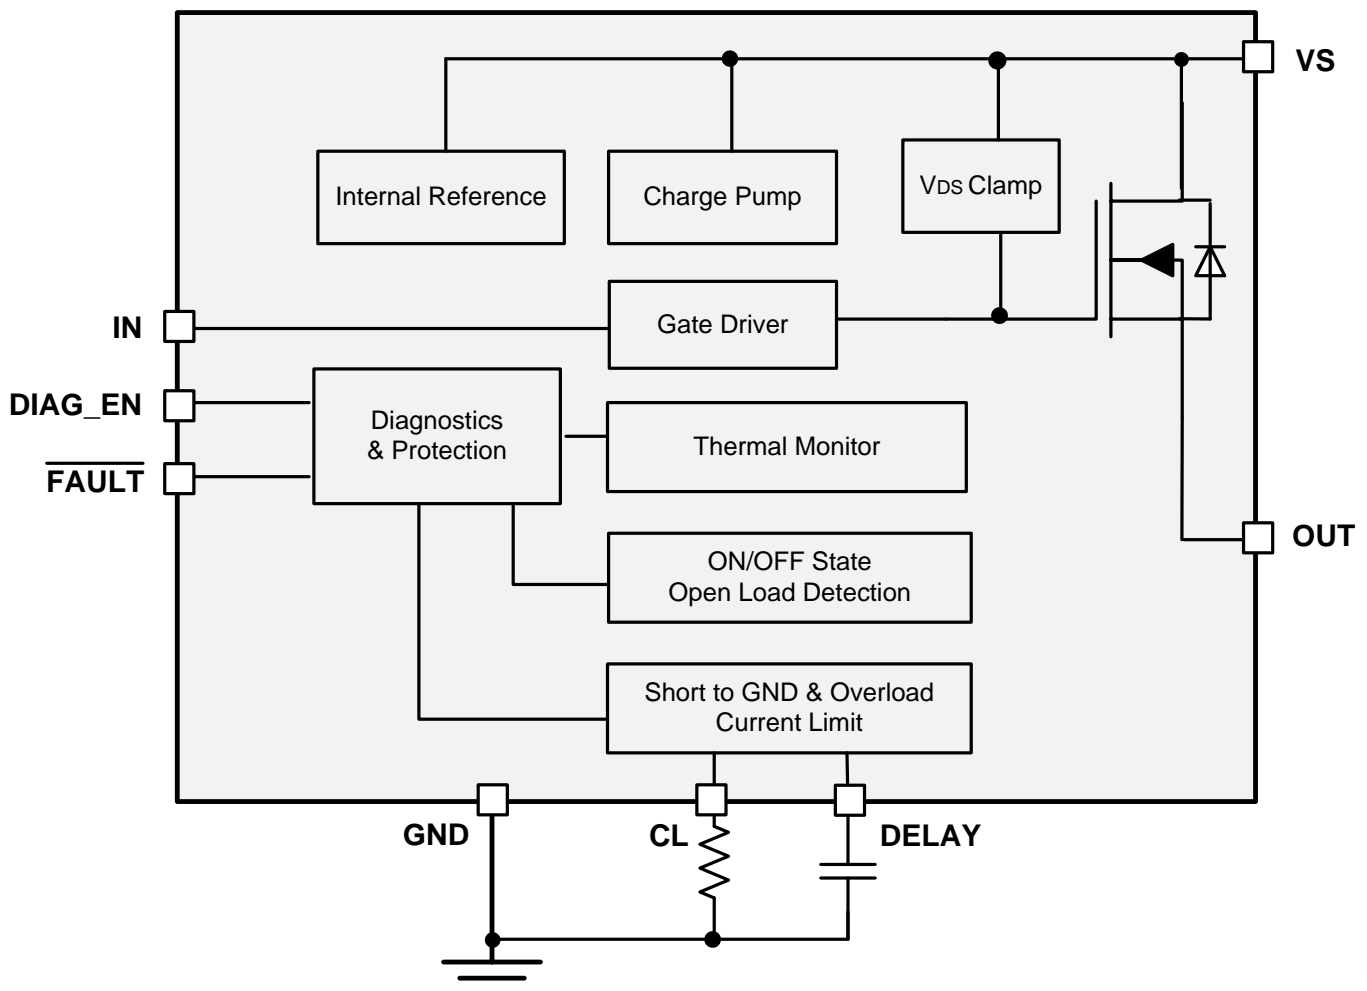 VS
Internal Reference
Charge Pump
VDS Clamp
IN
Gate Driver
DIAG_EN
Diagnostics
& Protection
Thermal Monitor
FAULT
ON/OFF State
Open Load Detection
OUT
Short to GND & Overload
Current Limit
GND
CL
DELAY